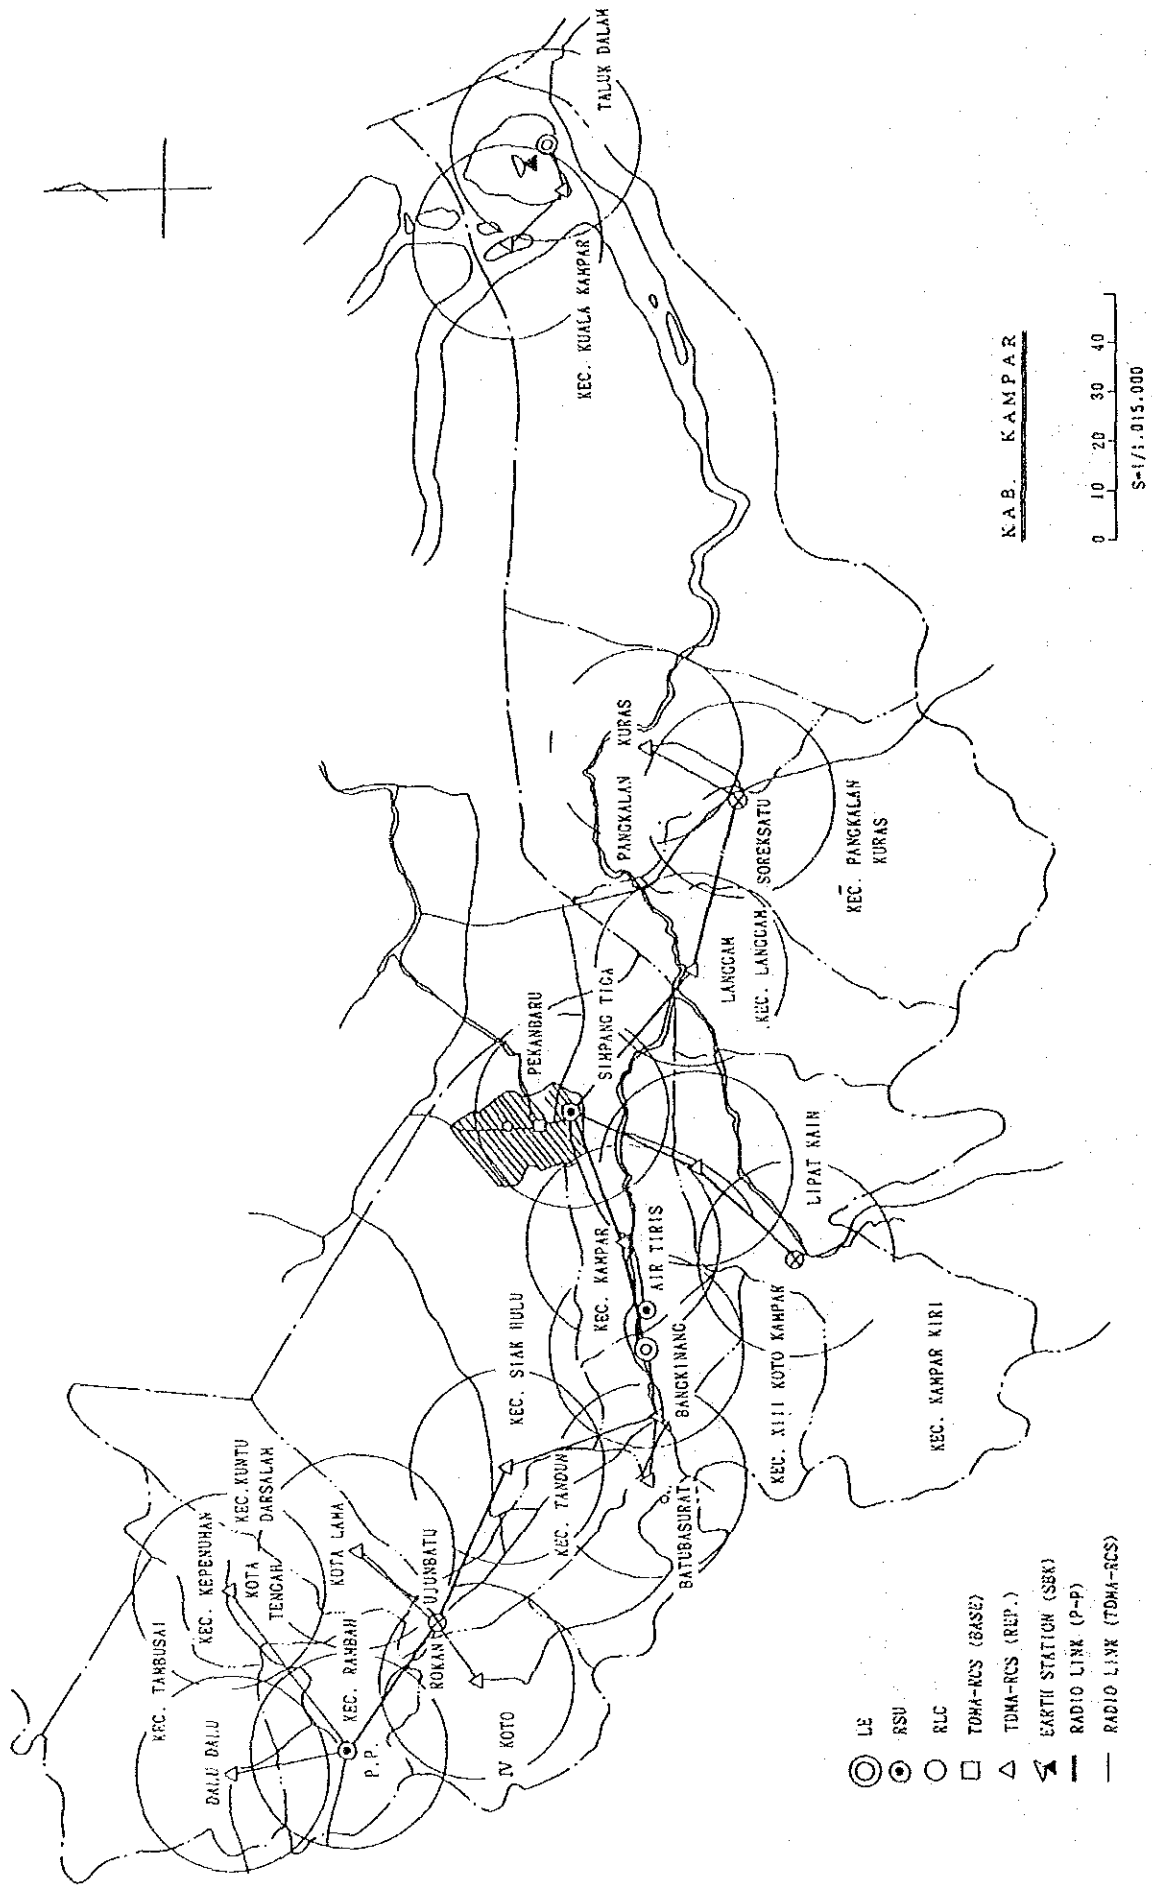 KEC. TAMBUSAI
DALU DALU
KEC. KEPENUHAN
KEC. KUNTU
DARSALAM
KOTA
TENGAH
KOTA LAMA
KEC. RAMBAH
P.P.
ROKAN
UJUNBATU
IV KOTO
KEC. TANDUN
KEC. SIAK HULU
BATUBASURAT
BANGKINANG
KEC. KAMPAR
AIR TIRIS
KEC. XIII KOTO KAMPAR
KEC. KAMPAR KIRI
LIPAT KAIN
PEKANBARU
SIMPANG TIGA
LANGGAM
KEC. LANGGAM
PANGKALAN KURAS
SOREKSATU
KEC. PANGKALAN
KURAS
KEC. KUALA KAMPAR
TALUK DALAM
KAB. KAMPAR
0 10 20 30 40
S=1/1.015.000
LE
RSU
RLC
TDMA-RCS (BASE)
TDMA-RCS (REP.)
EARTH STATION (SBK)
RADIO LINK (P-P)
RADIO LINK (TDMA-RCS)